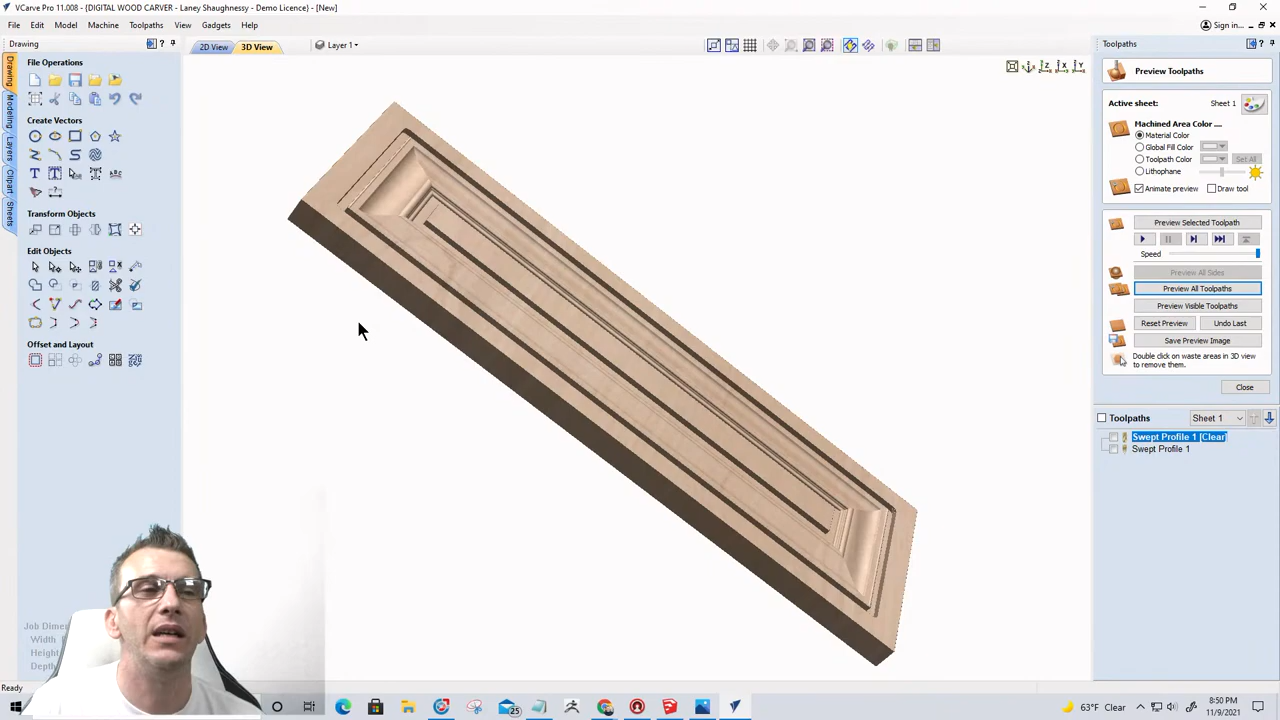 VCarve Pro 11.008 - {DIGITAL WOOD CARVER - Laney Shaughnessy - Demo Licence} - [New]
File Edit Model Machine Toolpaths View Gadgets Help
Sign in...
Drawing
2D View 3D View Layer 1
Toolpaths
Drawing
Modeling
Layers
Clipart
Sheets
File Operations
Create Vectors
Transform Objects
Edit Objects
Offset and Layout
Job Dimen
Width
Height
Depth
Ready
Preview Toolpaths
Active sheet: Sheet 1
Machined Area Color ....
Material Color
Global Fill Color
Toolpath Color Set All
Lithophane
Animate preview Draw tool
Preview Selected Toolpath
Speed
Preview All Sides
Preview All Toolpaths
Preview Visible Toolpaths
Reset Preview Undo Last
Save Preview Image
Double click on waste areas in 3D view
to remove them.
Close
Toolpaths Sheet 1
Swept Profile 1 [Clear]
Swept Profile 1
25
63°F Clear
8:50 PM
11/9/2021